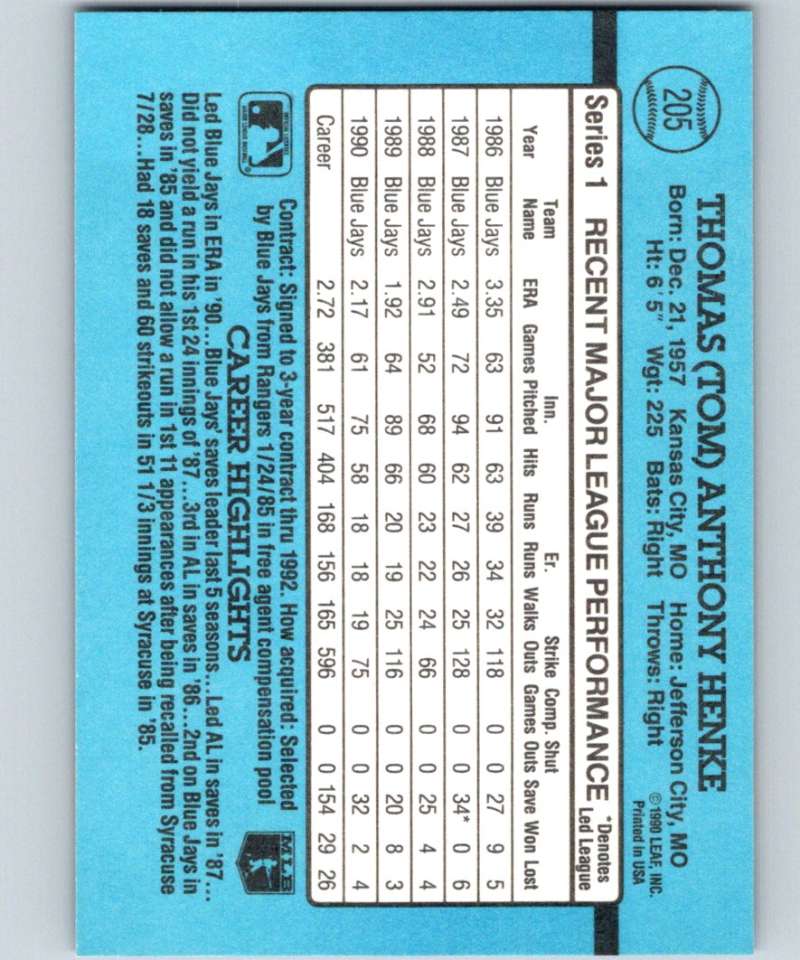 205
THOMAS (TOM) ANTHONY HENKE
Born: Dec. 21, 1957 Kansas City, MO Home: Jefferson City, MO
Ht: 6' 5" Wgt: 225 Bats: Right Throws: Right
© 1990 LEAF, INC.
Printed in USA
Series 1 RECENT MAJOR LEAGUE PERFORMANCE *Denotes Led League
Year Team Name ERA Games Inn. Pitched Hits Runs Er. Runs Walks Strike Outs Comp. Games Shut Outs Save Won Lost
1986 Blue Jays 3.35 63 91 63 39 34 32 118 0 0 27 9 5
1987 Blue Jays 2.49 72 94 62 27 26 25 128 0 0 34* 0 6
1988 Blue Jays 2.91 52 68 60 23 22 24 66 0 0 25 4 4
1989 Blue Jays 1.92 64 89 66 20 19 25 116 0 0 20 8 3
1990 Blue Jays 2.17 61 75 58 18 18 19 75 0 0 32 2 4
Career 2.72 381 517 404 168 156 165 596 0 0 154 29 26
Contract: Signed to 3-year contract thru 1992. How acquired: Selected
by Blue Jays from Rangers 1/24/85 in free agent compensation pool
MLB
CAREER HIGHLIGHTS
Led Blue Jays in ERA in '90...Blue Jays' saves leader last 5 seasons...Led AL in saves in '87...
Did not yield a run in his 1st 24 innings of '87...3rd in AL in saves in '86...2nd on Blue Jays in
saves in '85 and did not allow a run in 1st 11 appearances after being recalled from Syracuse
7/28...Had 18 saves and 60 strikeouts in 51 1/3 innings at Syracuse in '85.